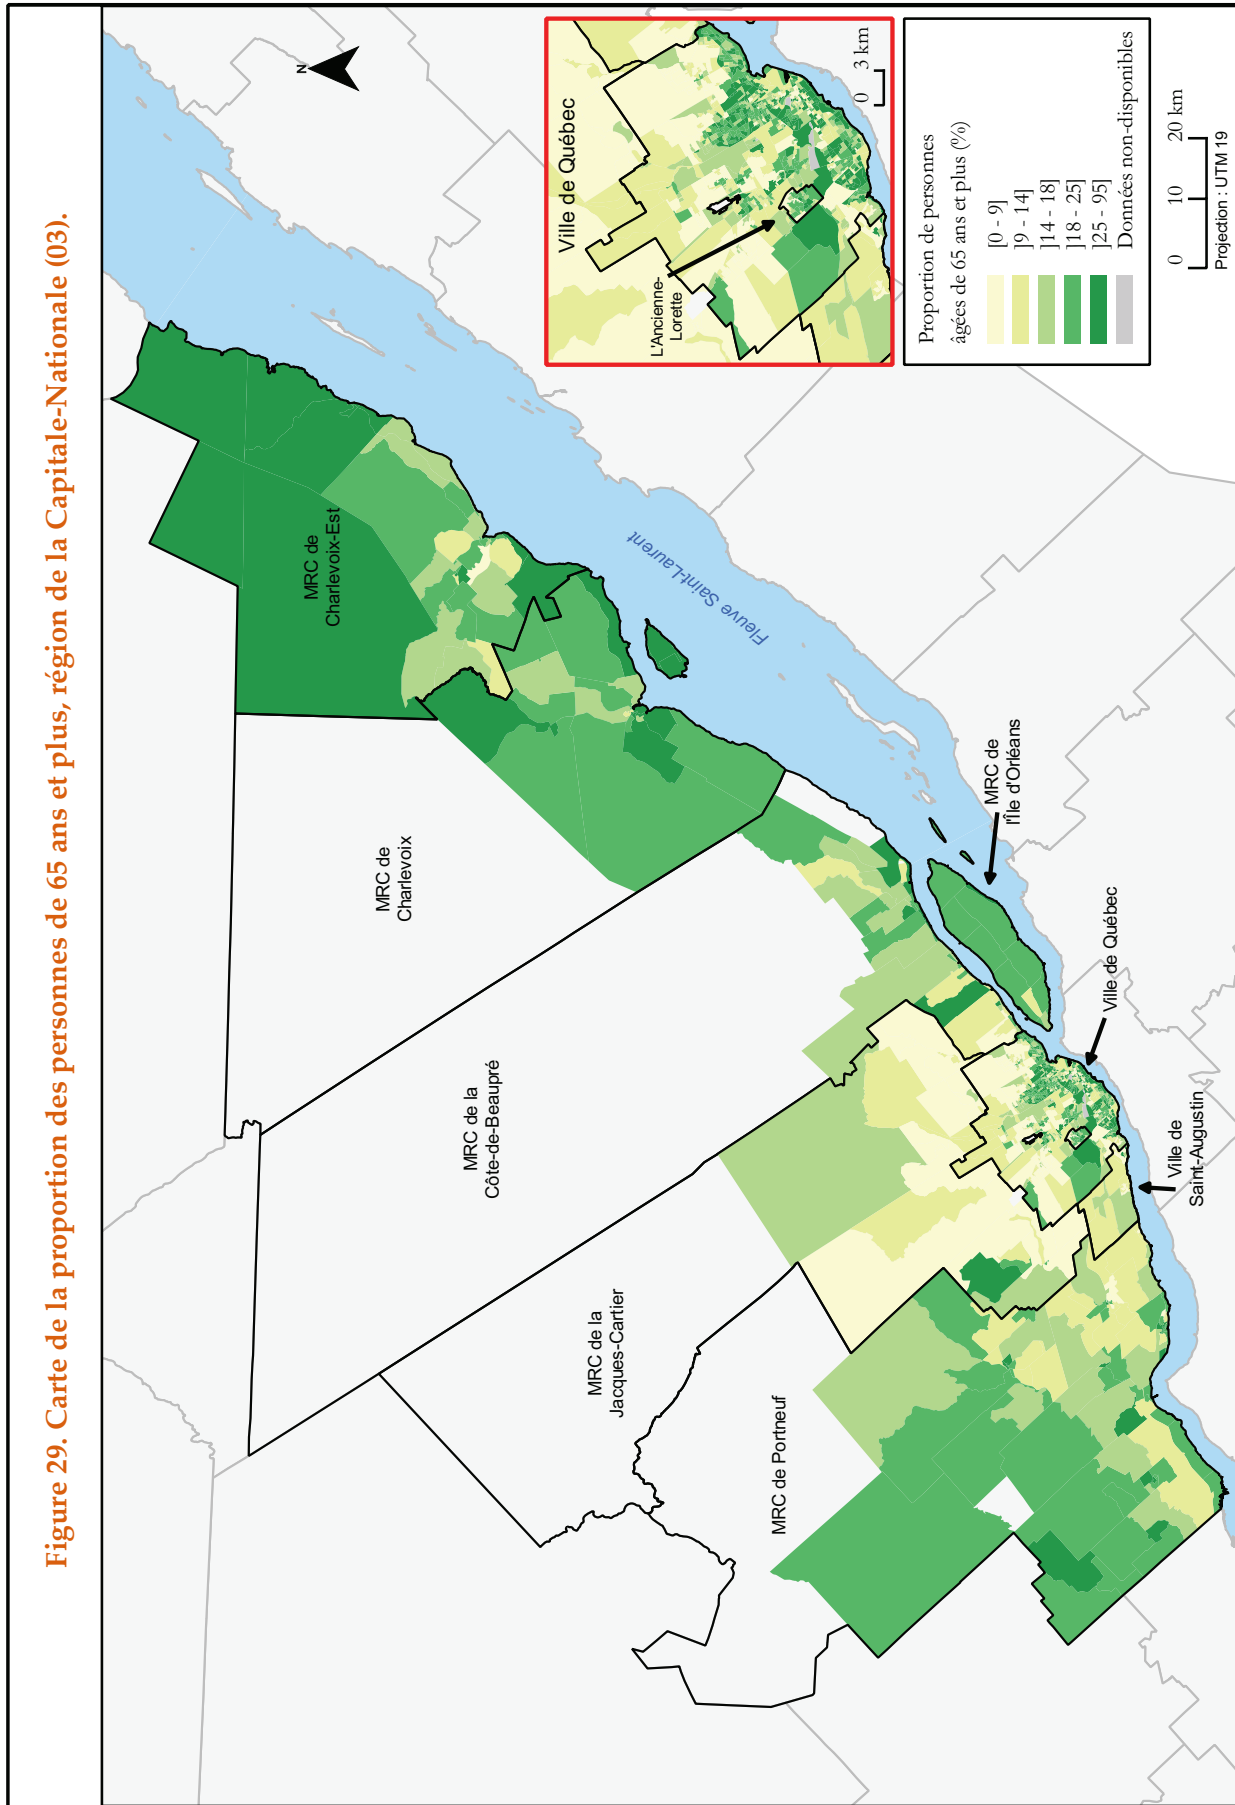 Figure 29. Carte de la proportion des personnes de 65 ans et plus, région de la Capitale-Nationale (03).
N
MRC de
Charlevoix-Est
MRC de
Charlevoix
MRC de la
Côte-de-Beaupré
MRC de la
Jacques-Cartier
MRC de Portneuf
Fleuve Saint-Laurent
MRC de
l'Île d'Orléans
Ville de Québec
Ville de
Saint-Augustin
Ville de Québec
L'Ancienne-
Lorette
0 3 km
Proportion de personnes
âgées de 65 ans et plus (%)
[0 - 9]
]9 - 14]
]14 - 18]
]18 - 25]
]25 - 95]
Données non-disponibles
0 10 20 km
Projection : UTM 19